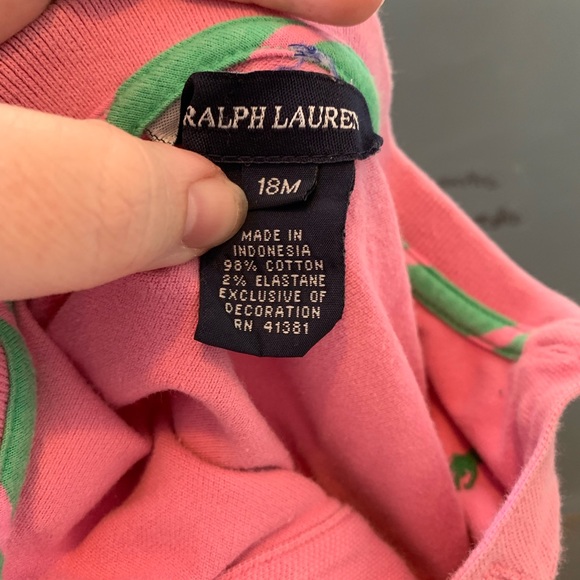 RALPH LAUREN
18M
MADE IN
INDONESIA
98% COTTON
2% ELASTANE
EXCLUSIVE OF
DECORATION
RN 41381